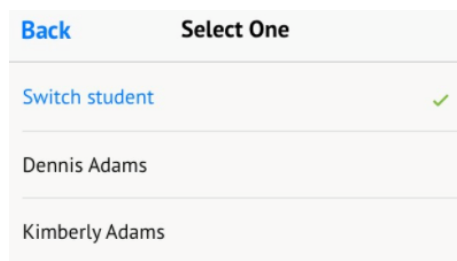 Back Select One
Switch student
Dennis Adams
Kimberly Adams